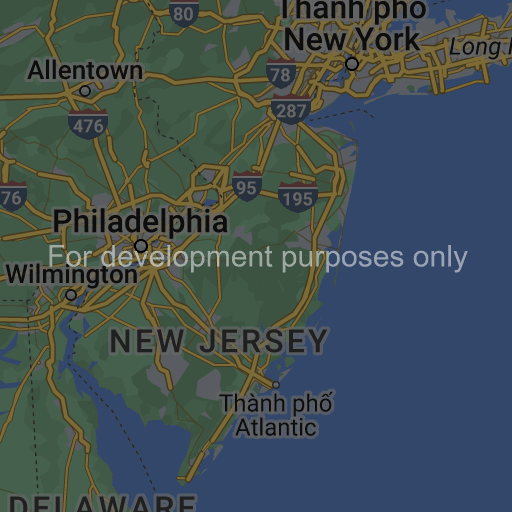 80
Thành phố
New York
Long
Allentown
78
287
476
76
95
195
Philadelphia
For development purposes only
Wilmington
NEW JERSEY
Thành phố
Atlantic
DELAWARE